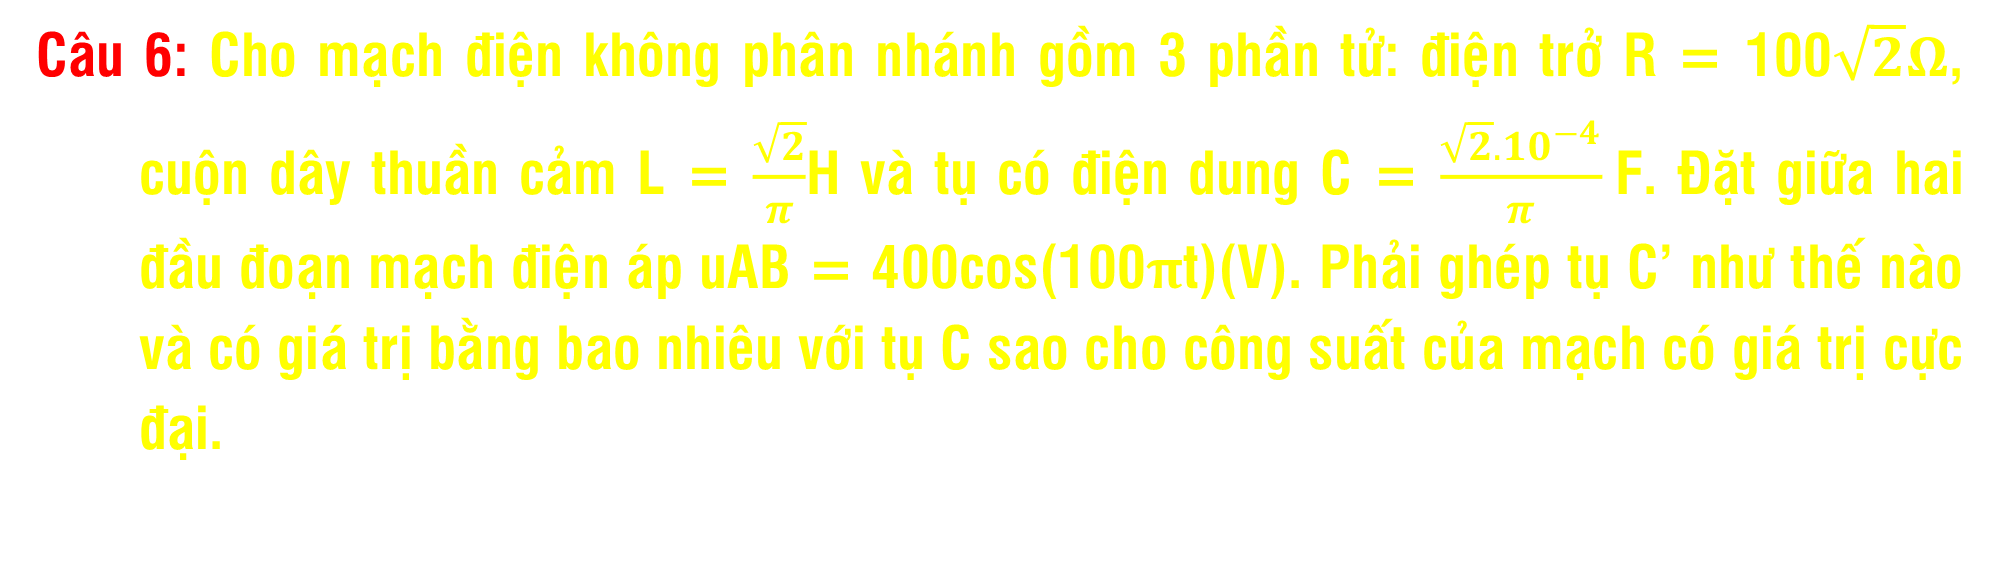 Câu 6: Cho mạch điện không phân nhánh gồm 3 phần tử: điện trở R = 100√2Ω,
cuộn dây thuần cảm L = √2/π H và tụ có điện dung C = √2.10⁻⁴/π F. Đặt giữa hai
đầu đoạn mạch điện áp uAB = 400cos(100πt)(V). Phải ghép tụ C’ như thế nào
và có giá trị bằng bao nhiêu với tụ C sao cho công suất của mạch có giá trị cực
đại.